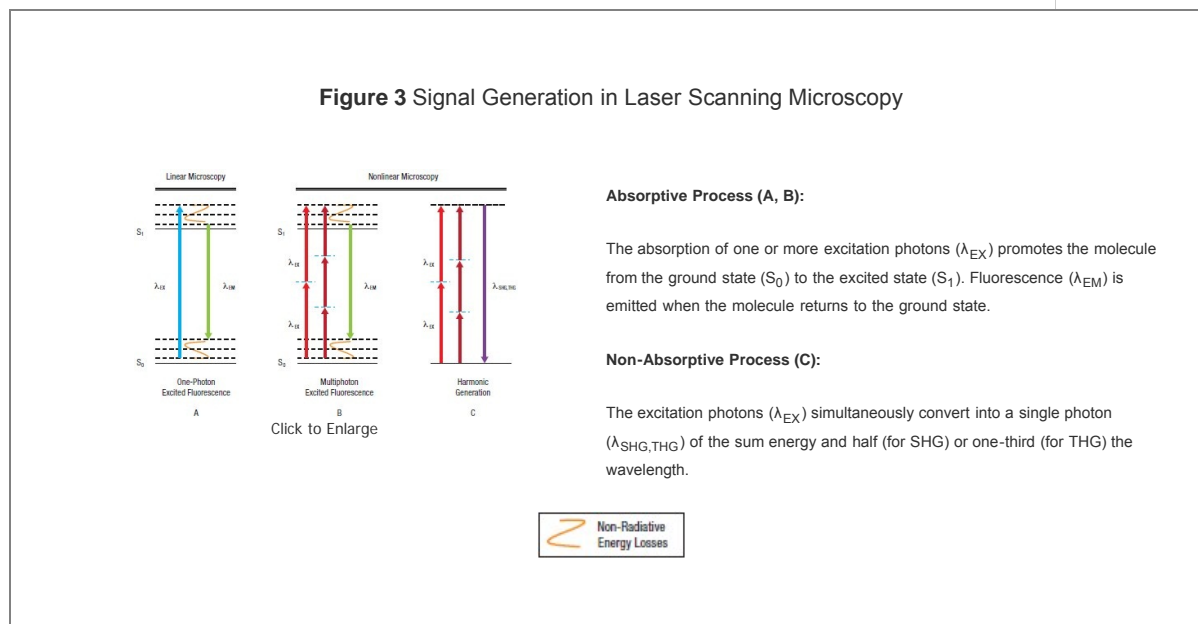 Figure 3 Signal Generation in Laser Scanning Microscopy
Linear Microscopy
Nonlinear Microscopy
S1
λEX
λEM
S0
One-Photon
Excited Fluorescence
A
S1
λEX
λEX
λEM
S0
Multiphoton
Excited Fluorescence
B
λEX
λEX
λSHG,THG
Harmonic
Generation
C
Click to Enlarge
Absorptive Process (A, B):
The absorption of one or more excitation photons (λEX) promotes the molecule
from the ground state (S0) to the excited state (S1). Fluorescence (λEM) is
emitted when the molecule returns to the ground state.
Non-Absorptive Process (C):
The excitation photons (λEX) simultaneously convert into a single photon
(λSHG,THG) of the sum energy and half (for SHG) or one-third (for THG) the
wavelength.
Non-Radiative
Energy Losses